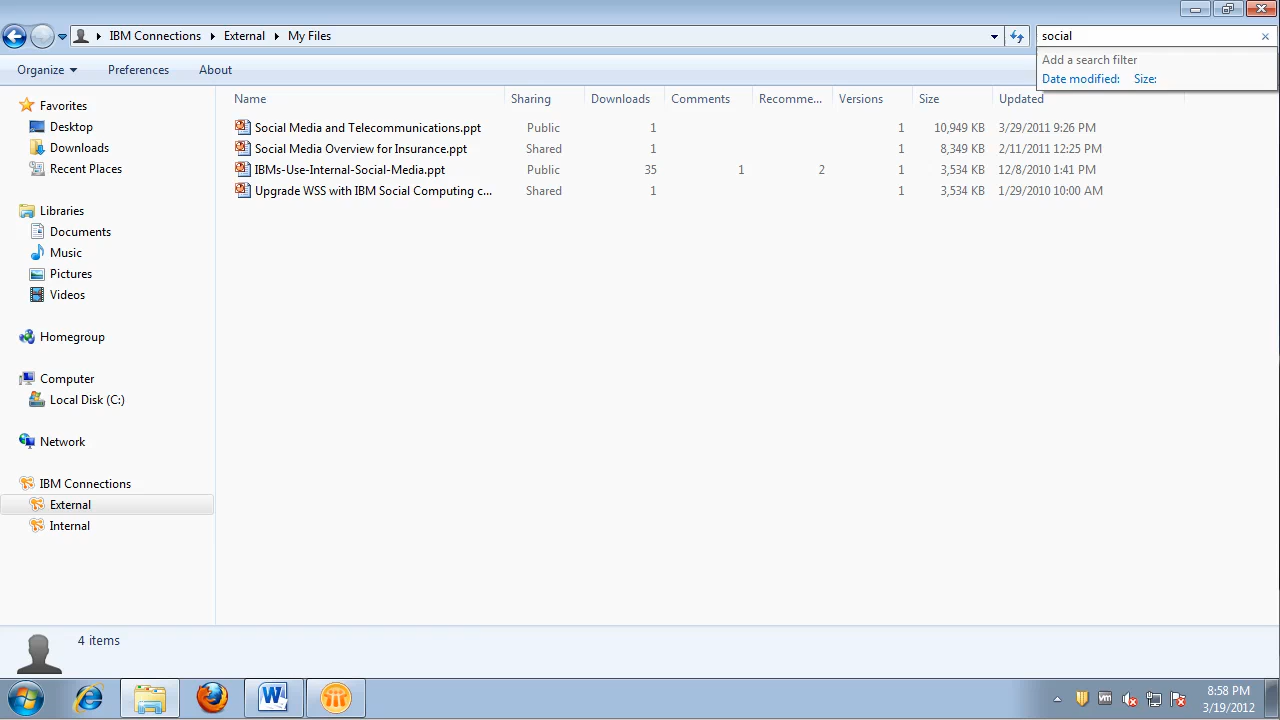 IBM Connections External My Files
social
Add a search filter
Date modified: Size:
Organize Preferences About
Name Sharing Downloads Comments Recomme... Versions Size Updated
Social Media and Telecommunications.ppt Public 1 1 10,949 KB 3/29/2011 9:26 PM
Social Media Overview for Insurance.ppt Shared 1 1 8,349 KB 2/11/2011 12:25 PM
IBMs-Use-Internal-Social-Media.ppt Public 35 1 2 1 3,534 KB 12/8/2010 1:41 PM
Upgrade WSS with IBM Social Computing c... Shared 1 1 3,534 KB 1/29/2010 10:00 AM
Favorites
Desktop
Downloads
Recent Places
Libraries
Documents
Music
Pictures
Videos
Homegroup
Computer
Local Disk (C:)
Network
IBM Connections
External
Internal
4 items
8:58 PM
3/19/2012